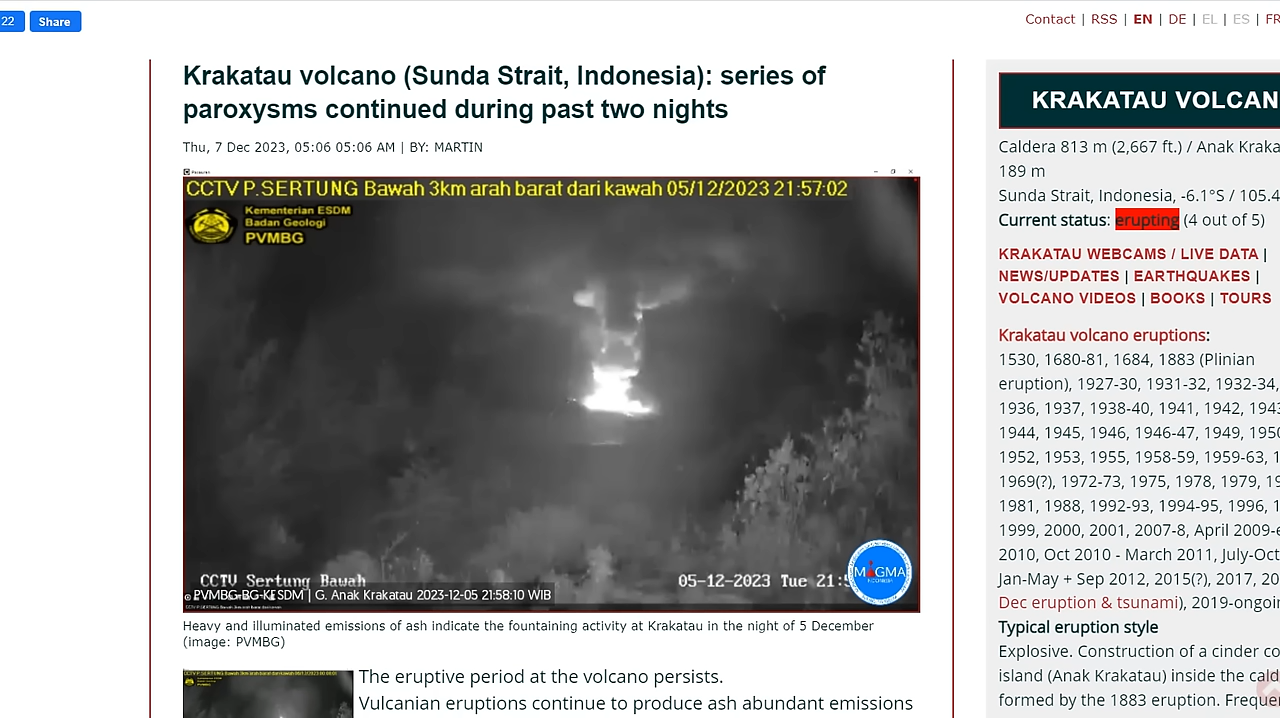 22 Share
Contact | RSS | EN | DE | EL | ES | FR
Krakatau volcano (Sunda Strait, Indonesia): series of
paroxysms continued during past two nights
Thu, 7 Dec 2023, 05:06 05:06 AM | BY: MARTIN
CCTV P.SERTUNG Bawah 3km arah barat dari kawah 05/12/2023 21:57:02
Kementerian ESDM
Badan Geologi
PVMBG
CCTV Sertung Bawah
05-12-2023 Tue 21:5
MAGMA
INDONESIA
PVMBG-BG-KESDM | G. Anak Krakatau 2023-12-05 21:58:10 WIB
Heavy and illuminated emissions of ash indicate the fountaining activity at Krakatau in the night of 5 December
(image: PVMBG)
The eruptive period at the volcano persists.
Vulcanian eruptions continue to produce ash abundant emissions
KRAKATAU VOLCAN
Caldera 813 m (2,667 ft.) / Anak Kraka
189 m
Sunda Strait, Indonesia, -6.1°S / 105.4
Current status: erupting (4 out of 5)
KRAKATAU WEBCAMS / LIVE DATA |
NEWS/UPDATES | EARTHQUAKES |
VOLCANO VIDEOS | BOOKS | TOURS
Krakatau volcano eruptions:
1530, 1680-81, 1684, 1883 (Plinian
eruption), 1927-30, 1931-32, 1932-34,
1936, 1937, 1938-40, 1941, 1942, 1943
1944, 1945, 1946, 1946-47, 1949, 1950
1952, 1953, 1955, 1958-59, 1959-63, 1
1969(?), 1972-73, 1975, 1978, 1979, 19
1981, 1988, 1992-93, 1994-95, 1996, 1
1999, 2000, 2001, 2007-8, April 2009-
2010, Oct 2010 - March 2011, July-Oct
Jan-May + Sep 2012, 2015(?), 2017, 20
Dec eruption & tsunami), 2019-ongoin
Typical eruption style
Explosive. Construction of a cinder co
island (Anak Krakatau) inside the cald
formed by the 1883 eruption. Freque